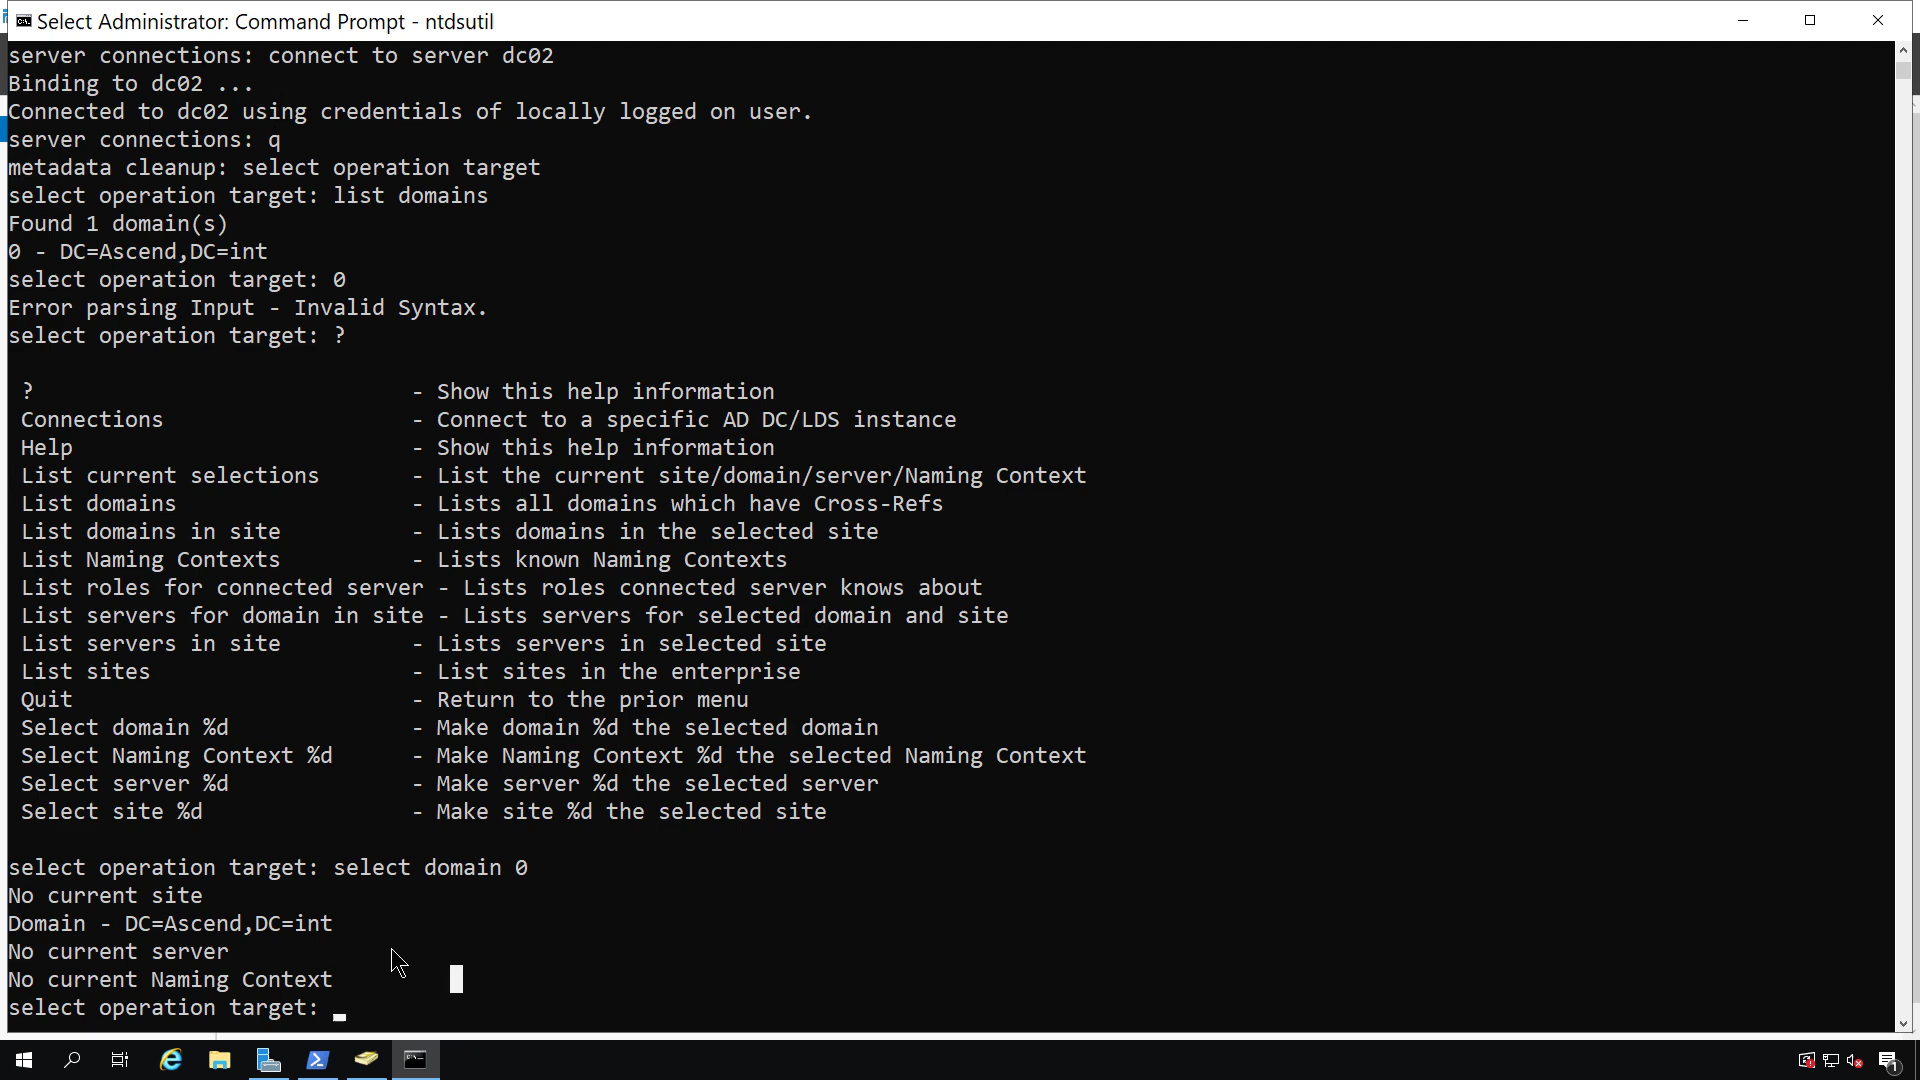 Select Administrator: Command Prompt - ntdsutil
server connections: connect to server dc02
Binding to dc02 ...
Connected to dc02 using credentials of locally logged on user.
server connections: q
metadata cleanup: select operation target
select operation target: list domains
Found 1 domain(s)
0 - DC=Ascend,DC=int
select operation target: 0
Error parsing Input - Invalid Syntax.
select operation target: ?
? - Show this help information
Connections - Connect to a specific AD DC/LDS instance
Help - Show this help information
List current selections - List the current site/domain/server/Naming Context
List domains - Lists all domains which have Cross-Refs
List domains in site - Lists domains in the selected site
List Naming Contexts - Lists known Naming Contexts
List roles for connected server - Lists roles connected server knows about
List servers for domain in site - Lists servers for selected domain and site
List servers in site - Lists servers in selected site
List sites - List sites in the enterprise
Quit - Return to the prior menu
Select domain %d - Make domain %d the selected domain
Select Naming Context %d - Make Naming Context %d the selected Naming Context
Select server %d - Make server %d the selected server
Select site %d - Make site %d the selected site
select operation target: select domain 0
No current site
Domain - DC=Ascend,DC=int
No current server
No current Naming Context
select operation target:
1